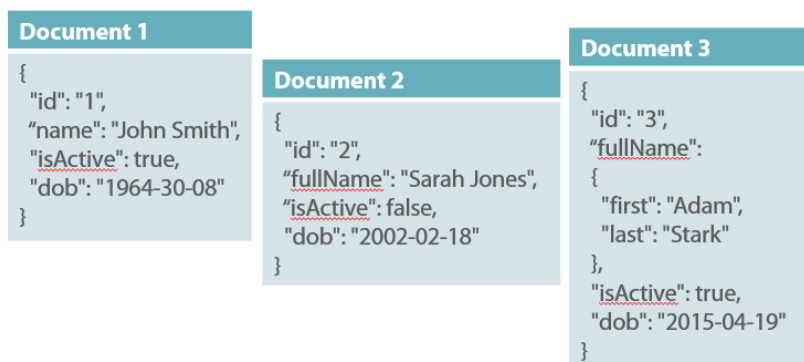 Document 1
{
"id": "1",
“name": "John Smith",
"isActive": true,
"dob": "1964-30-08"
}
Document 2
{
"id": "2",
“fullName": "Sarah Jones",
“isActive": false,
"dob": "2002-02-18"
}
Document 3
{
"id": "3",
“fullName":
{
"first": "Adam",
"last": "Stark"
},
"isActive": true,
"dob": "2015-04-19"
}